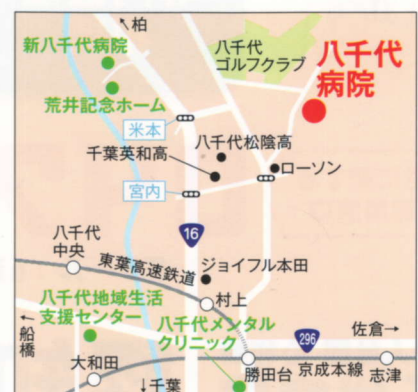 ↖柏
新八千代病院
八千代
ゴルフクラブ
八千代
病院
荒井記念ホーム
米本
八千代松陰高
千葉英和高
ローソン
宮内
16
八千代
中央
東葉高速鉄道
ジョイフル本田
村上
八千代地域生活
支援センター
八千代メンタル
クリニック
296
佐倉→
←船橋
大和田
↓千葉
勝田台
京成本線
志津